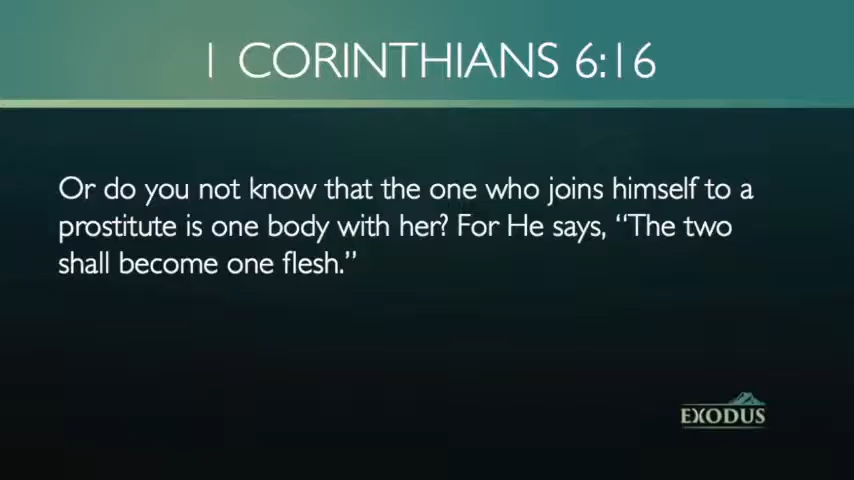 1 CORINTHIANS 6:16
Or do you not know that the one who joins himself to a
prostitute is one body with her? For He says, “The two
shall become one flesh.”
EXODUS